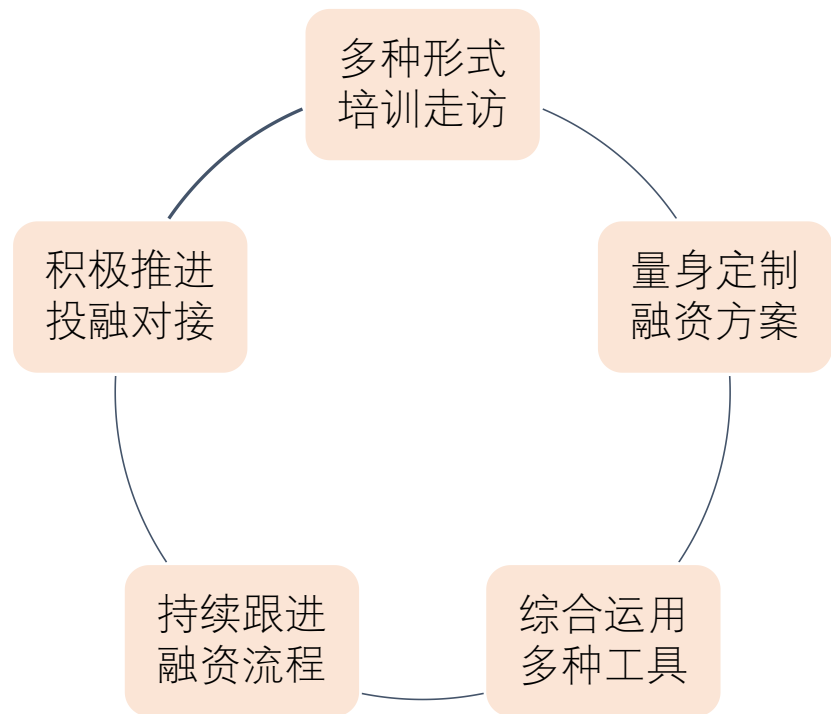 多种形式
培训走访
量身定制
融资方案
综合运用
多种工具
持续跟进
融资流程
积极推进
投融对接